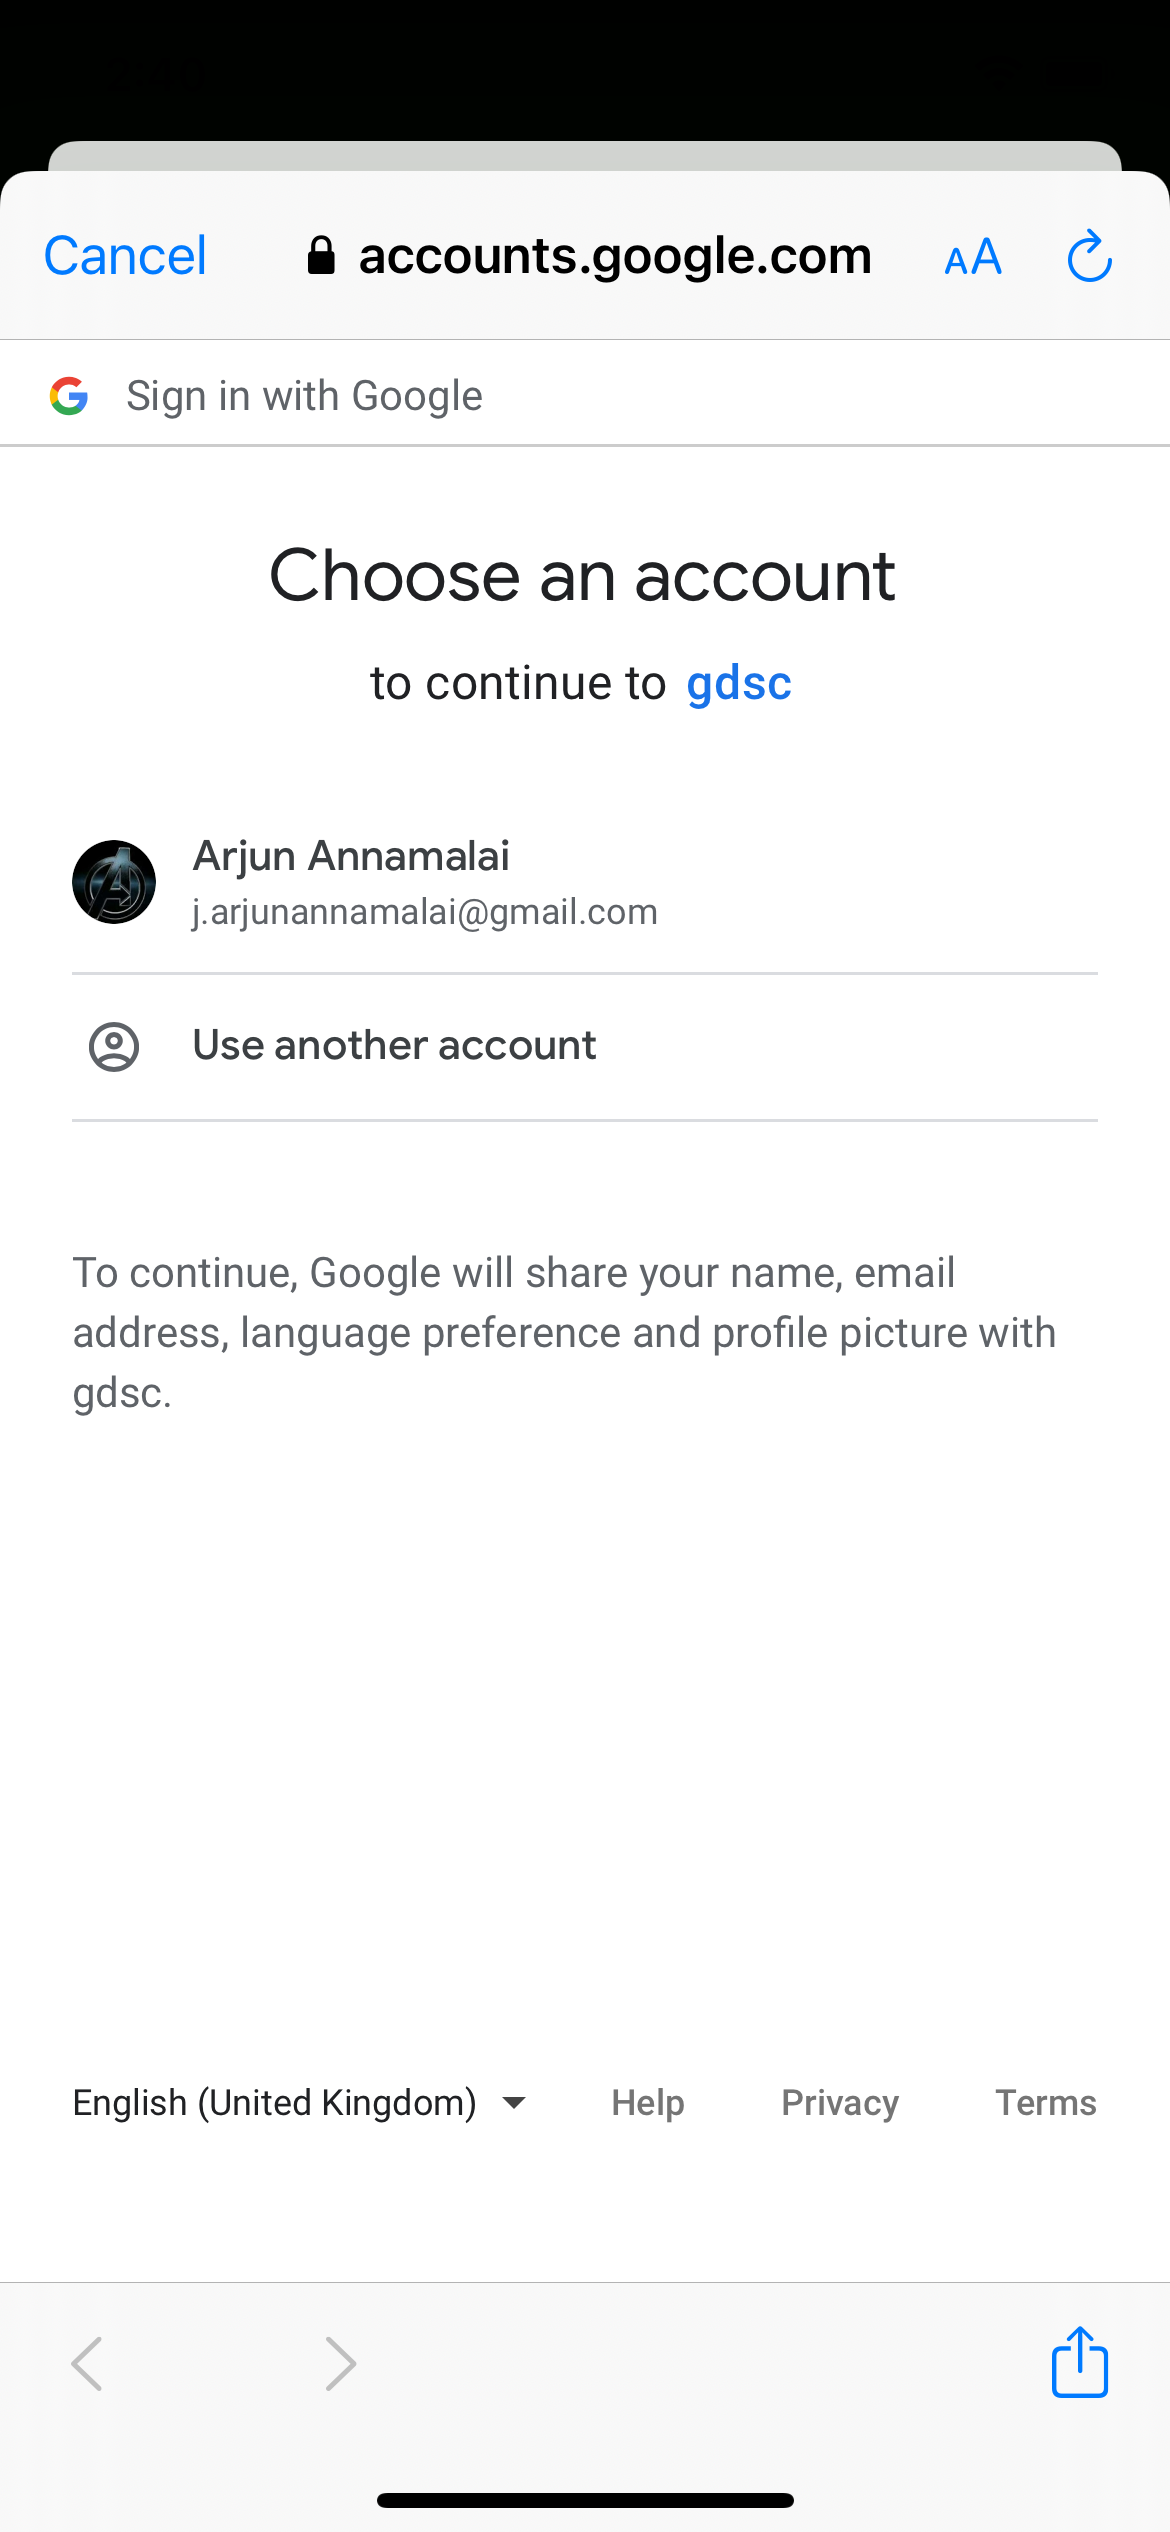 Cancel accounts.google.com AA
Sign in with Google
Choose an account
to continue to gdsc
Arjun Annamalai
j.arjunannamalai@gmail.com
Use another account
To continue, Google will share your name, email
address, language preference and profile picture with
gdsc.
English (United Kingdom) Help Privacy Terms